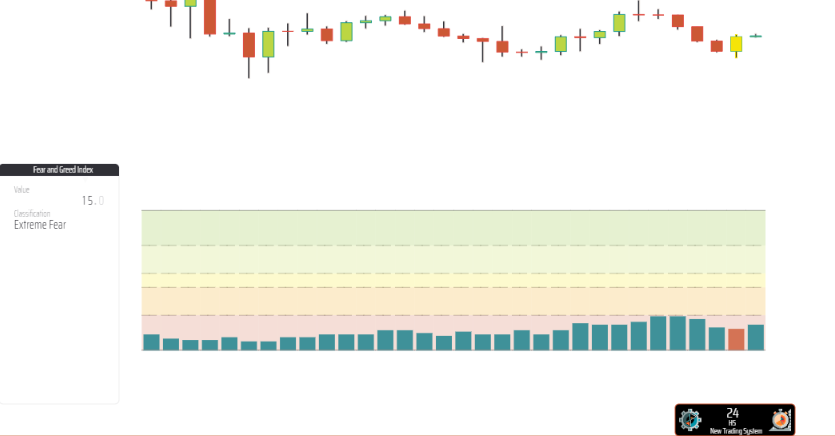 Fear and Greed Index
Value
15.0
Classification
Extreme Fear
24
H5
New Trading System